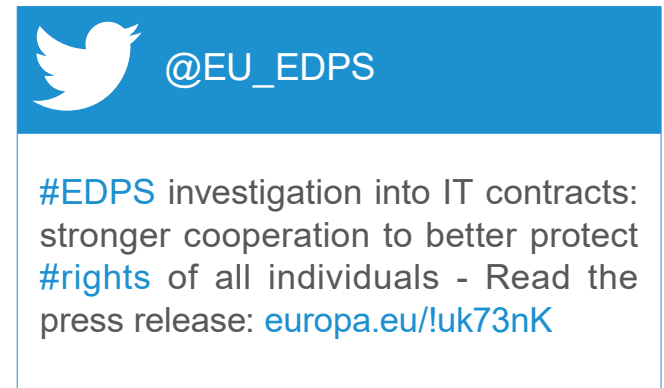 @EU_EDPS
#EDPS investigation into IT contracts:
stronger cooperation to better protect
#rights of all individuals - Read the
press release: europa.eu/!uk73nK